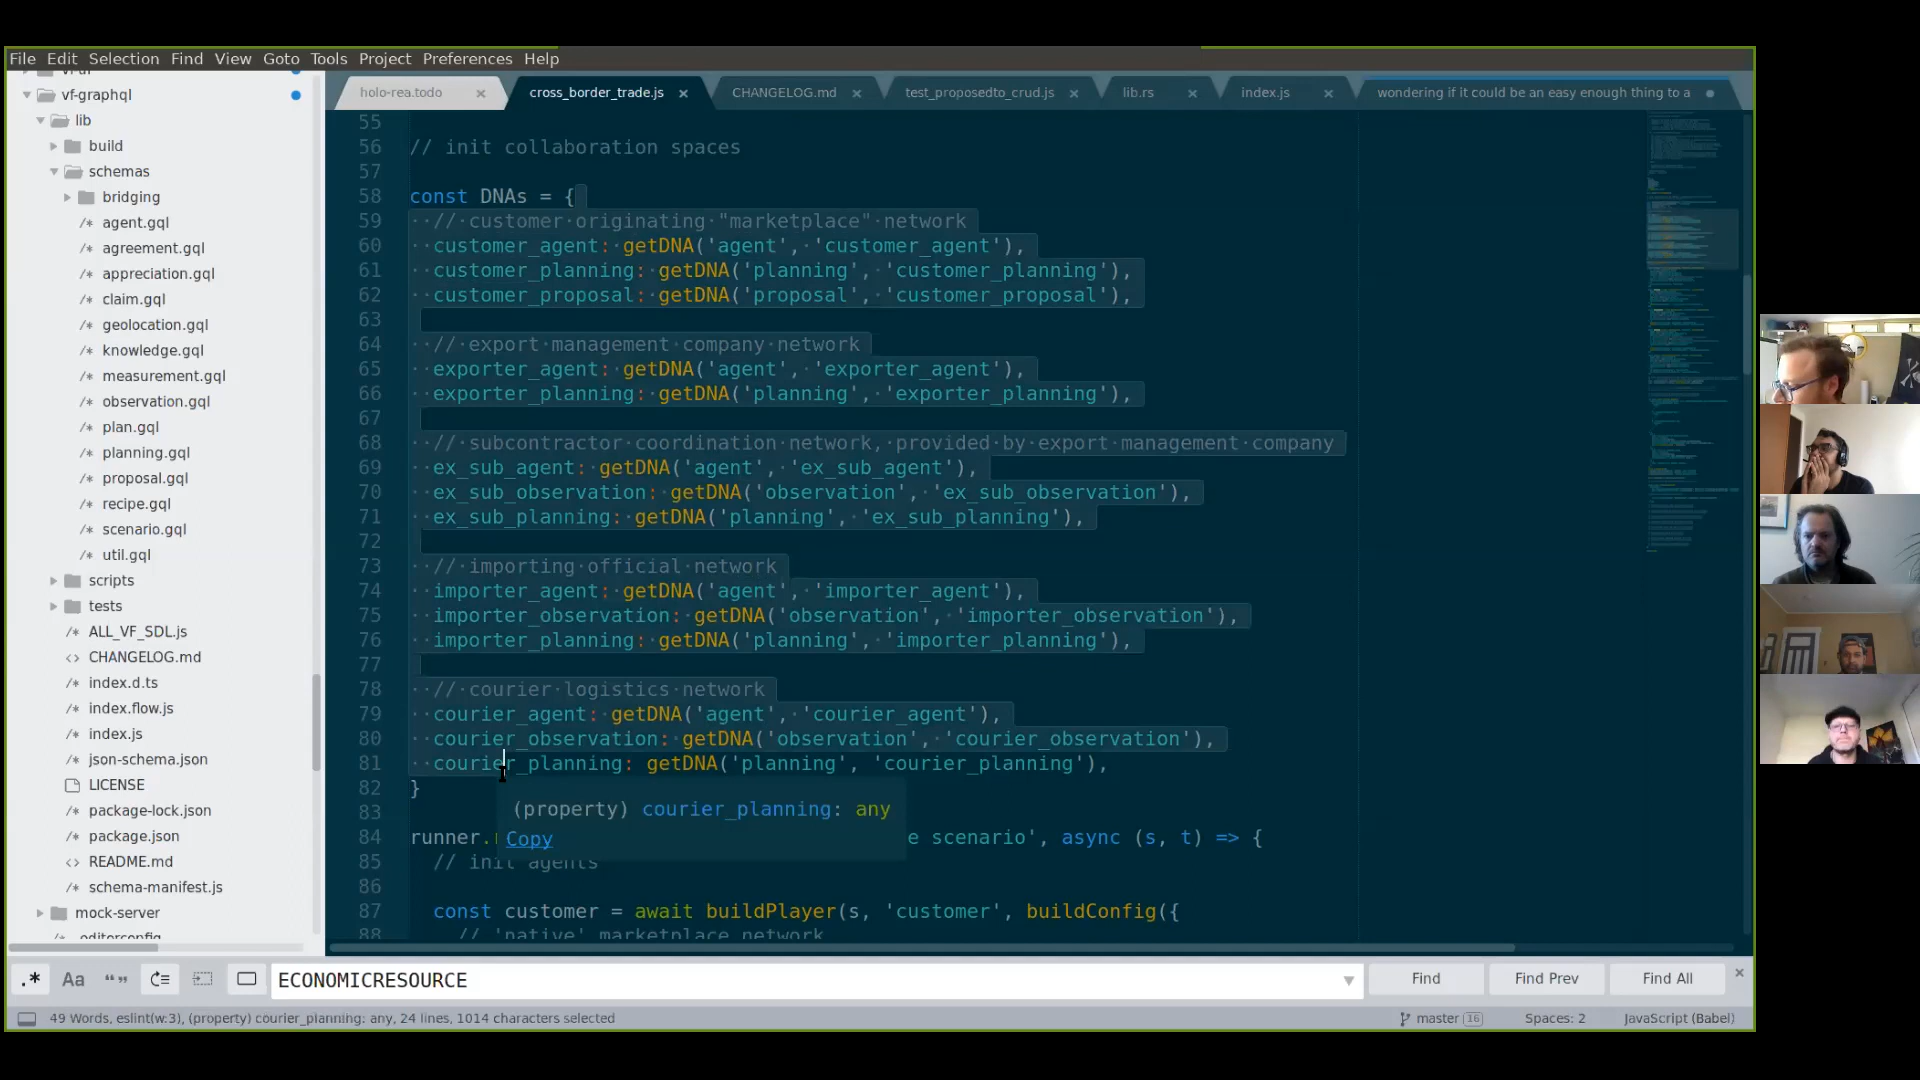 File Edit Selection Find View Goto Tools Project Preferences Help
holo-rea.todo cross_border_trade.js CHANGELOG.md test_proposedto_crud.js lib.rs index.js wondering if it could be an easy enough thing to a
vf-graphql
lib
build
schemas
bridging
agent.gql
agreement.gql
appreciation.gql
claim.gql
geolocation.gql
knowledge.gql
measurement.gql
observation.gql
plan.gql
planning.gql
proposal.gql
recipe.gql
scenario.gql
util.gql
scripts
tests
ALL_VF_SDL.js
CHANGELOG.md
index.d.ts
index.flow.js
index.js
json-schema.json
LICENSE
package-lock.json
package.json
README.md
schema-manifest.js
mock-server
.editorconfig
55
56 // init collaboration spaces
57
58 const DNAs = {
59 // customer originating "marketplace" network
60 customer_agent: getDNA('agent', 'customer_agent'),
61 customer_planning: getDNA('planning', 'customer_planning'),
62 customer_proposal: getDNA('proposal', 'customer_proposal'),
63
64 // export management company network
65 exporter_agent: getDNA('agent', 'exporter_agent'),
66 exporter_planning: getDNA('planning', 'exporter_planning'),
67
68 // subcontractor coordination network, provided by export management company
69 ex_sub_agent: getDNA('agent', 'ex_sub_agent'),
70 ex_sub_observation: getDNA('observation', 'ex_sub_observation'),
71 ex_sub_planning: getDNA('planning', 'ex_sub_planning'),
72
73 // importing official network
74 importer_agent: getDNA('agent', 'importer_agent'),
75 importer_observation: getDNA('observation', 'importer_observation'),
76 importer_planning: getDNA('planning', 'importer_planning'),
77
78 // courier logistics network
79 courier_agent: getDNA('agent', 'courier_agent'),
80 courier_observation: getDNA('observation', 'courier_observation'),
81 courier_planning: getDNA('planning', 'courier_planning'),
82 }
83
(property) courier_planning: any
Copy
84 runner. scenario', async (s, t) => {
85 // init agents
86
87 const customer = await buildPlayer(s, 'customer', buildConfig({
88 // 'native' marketplace network
.* Aa “” ECONOMICRESOURCE Find Find Prev Find All
49 Words, eslint(w:3), (property) courier_planning: any, 24 lines, 1014 characters selected master 16 Spaces: 2 JavaScript (Babel)